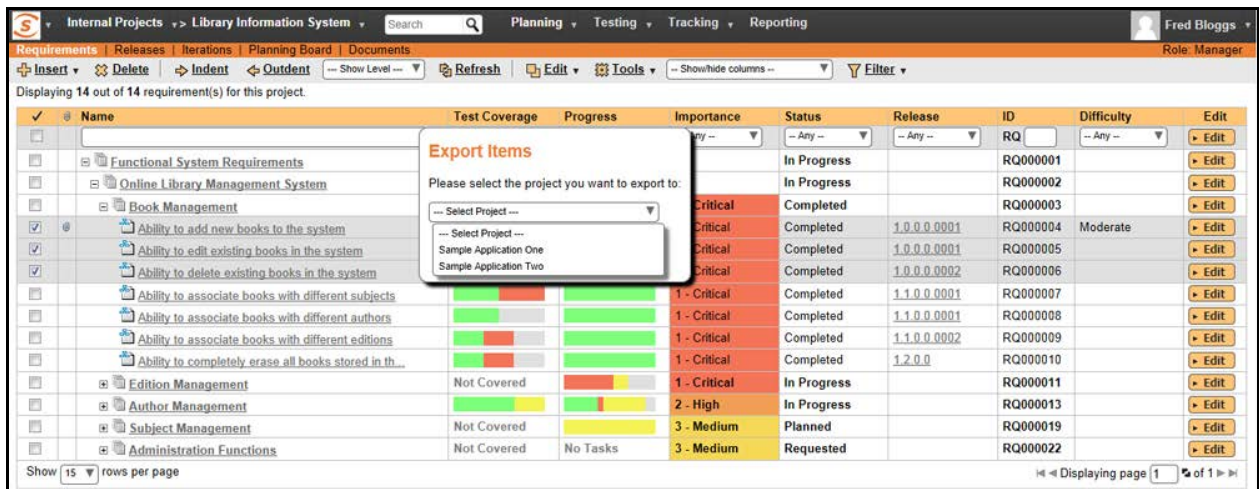 Internal Projects > Library Information System Search Planning Testing Tracking Reporting Fred Bloggs
Requirements | Releases | Iterations | Planning Board | Documents Role: Manager
Insert Delete Indent Outdent --- Show Level --- Refresh Edit Tools -- Show/hide columns -- Filter
Displaying 14 out of 14 requirement(s) for this project.
Name Test Coverage Progress Importance Status Release ID Difficulty Edit
Any -- -- Any -- -- Any -- RQ -- Any -- Edit
Export Items
Please select the project you want to export to:
--- Select Project ---
--- Select Project ---
Sample Application One
Sample Application Two
Functional System Requirements In Progress RQ000001 Edit
Online Library Management System In Progress RQ000002 Edit
Book Management Critical Completed RQ000003 Edit
Ability to add new books to the system Critical Completed 1.0.0.0.0001 RQ000004 Moderate Edit
Ability to edit existing books in the system Critical Completed 1.0.0.0.0001 RQ000005 Edit
Ability to delete existing books in the system Critical Completed 1.0.0.0.0002 RQ000006 Edit
Ability to associate books with different subjects 1 - Critical Completed 1.1.0.0.0001 RQ000007 Edit
Ability to associate books with different authors 1 - Critical Completed 1.1.0.0.0001 RQ000008 Edit
Ability to associate books with different editions 1 - Critical Completed 1.1.0.0.0002 RQ000009 Edit
Ability to completely erase all books stored in th... 1 - Critical Completed 1.2.0.0 RQ000010 Edit
Edition Management Not Covered 1 - Critical In Progress RQ000011 Edit
Author Management 2 - High In Progress RQ000013 Edit
Subject Management Not Covered 3 - Medium Planned RQ000019 Edit
Administration Functions Not Covered No Tasks 3 - Medium Requested RQ000022 Edit
Show 15 rows per page Displaying page 1 of 1